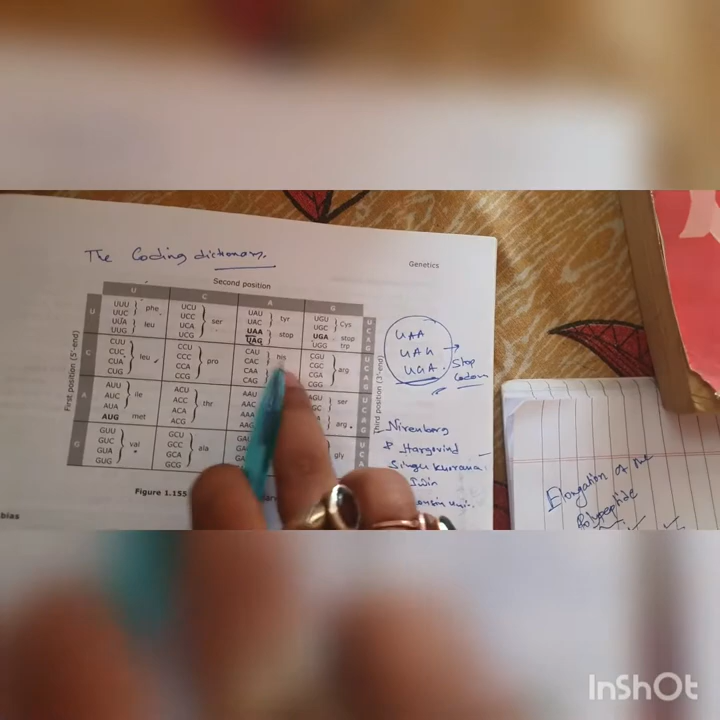 The Coding dictionary.
Genetics
Second position
U C A G
First position (5'-end)
Third position (3'-end)
U
UUU
UUC
phe
UUA
UUG
leu
UCU
UCC
UCA
UCG
ser
UAU
UAC
tyr
UAA
UAG
stop
UGU
UGC
Cys
UGA stop
UGG trp
U
C
A
G
C
CUU
CUC
CUA
CUG
leu
CCU
CCC
CCA
CCG
pro
CAU
CAC
his
CAA
CAG
CGU
CGC
CGA
CGG
arg
U
C
A
G
A
AUU
AUC
AUA
ile
AUG met
ACU
ACC
ACA
ACG
thr
AAU
AAC
AAA
ser
arg
U
C
A
G
G
GUU
GUC
GUA
GUG
val
GCU
GCC
GCA
GCG
ala
gly
U
C
A
Figure 1.155
bias
UAA
UAG
UGA.
Stop
Codon
Nirenberg
Hargovind
Singh Khorana
Elongation of the
Polypeptide
InShOt